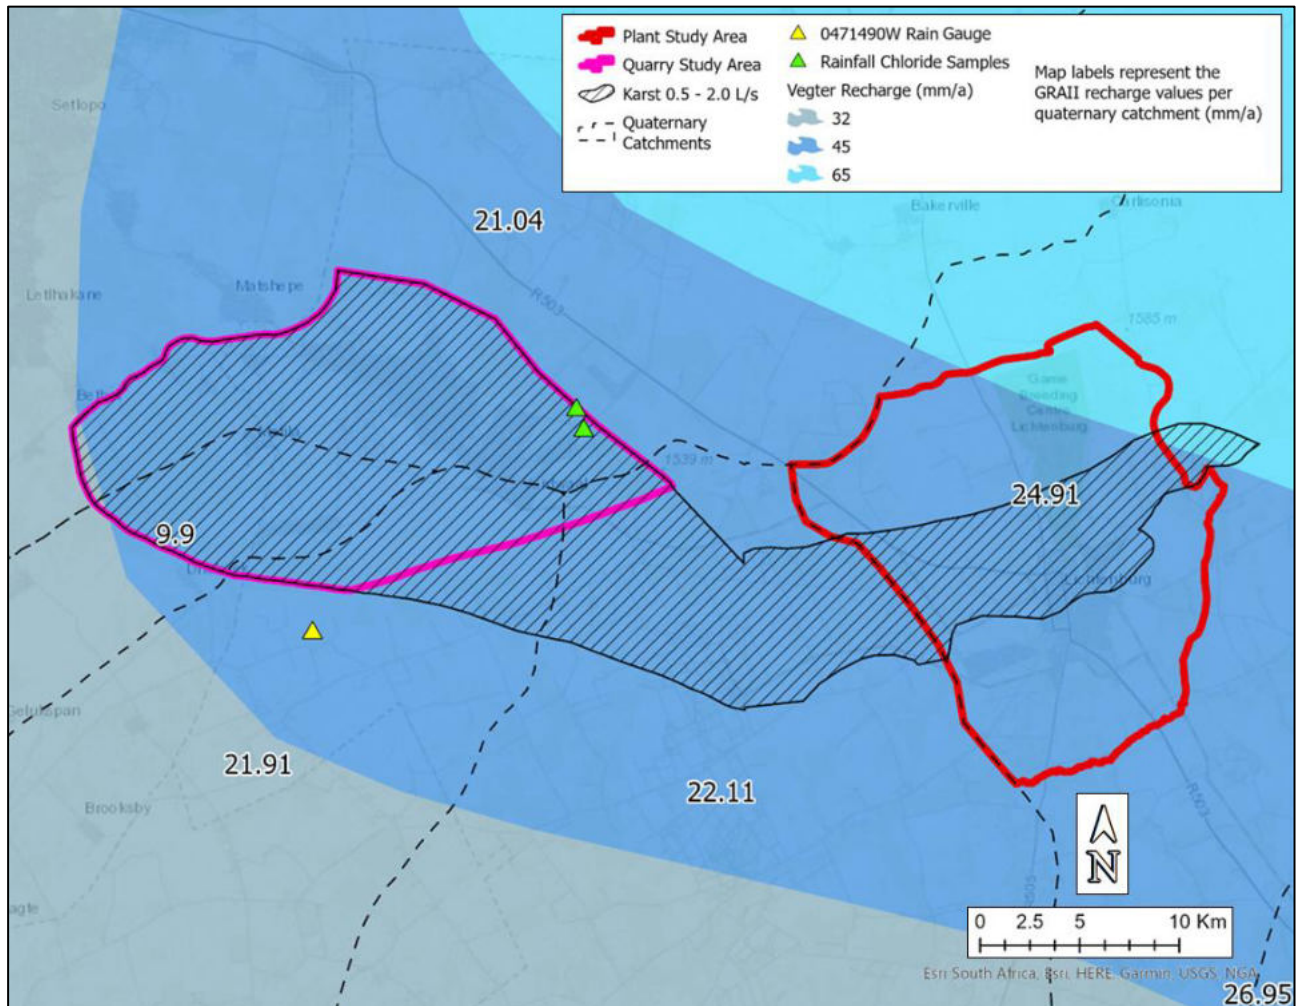 Plant Study Area
Quarry Study Area
Karst 0.5 - 2.0 L/s
Quaternary
Catchments
0471490W Rain Gauge
Rainfall Chloride Samples
Vegter Recharge (mm/a)
32
45
65
Map labels represent the
GRAII recharge values per
quaternary catchment (mm/a)
Setlopo
Bakerville
Carlisonia
21.04
Matshepe
Letlhakane
R503
1585 m
Game
Breeding
Centre
Lichtenburg
1539 m
24.91
9.9
Lichtenburg
Gelukspan
21.91
22.11
Brooksby
R503
R505
N
0 2.5 5 10 Km
Esri South Africa, Esri, HERE, Garmin, USGS, NGA
26.95